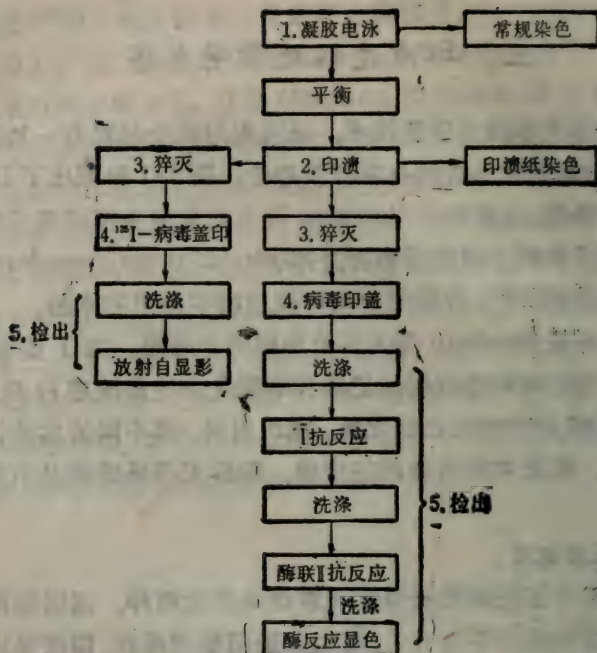 1.凝胶电泳
常规染色
平衡
3.猝灭
2.印渍
印渍纸染色
4.¹²⁵I-病毒盖印
3.猝灭
洗涤
4.病毒印盖
5.检出
放射自显影
洗涤
Ⅰ抗反应
洗涤
5.检出
酶联Ⅱ抗反应
洗涤
酶反应显色